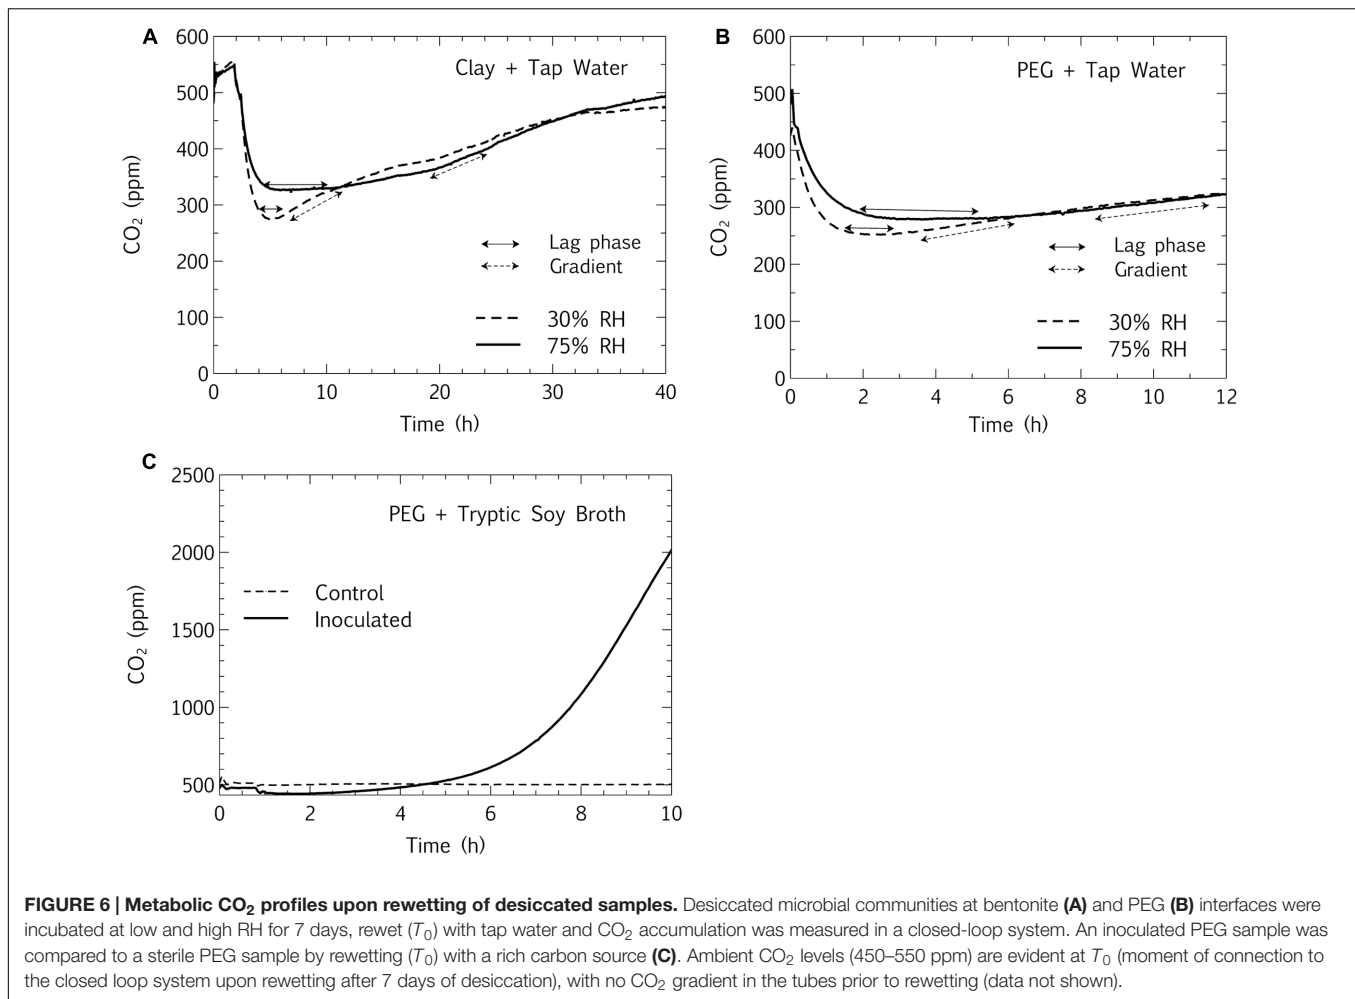 A
600
500
400
300
200
100
0
CO₂ (ppm)
Clay + Tap Water
Lag phase
Gradient
30% RH
75% RH
0 10 20 30 40
Time (h)
B
600
500
400
300
200
100
0
CO₂ (ppm)
PEG + Tap Water
Lag phase
Gradient
30% RH
75% RH
0 2 4 6 8 10 12
Time (h)
C
2500
2000
1500
1000
500
CO₂ (ppm)
PEG + Tryptic Soy Broth
Control
Inoculated
0 2 4 6 8 10
Time (h)
FIGURE 6 | Metabolic CO₂ profiles upon rewetting of desiccated samples. Desiccated microbial communities at bentonite (A) and PEG (B) interfaces were
incubated at low and high RH for 7 days, rewet (T₀) with tap water and CO₂ accumulation was measured in a closed-loop system. An inoculated PEG sample was
compared to a sterile PEG sample by rewetting (T₀) with a rich carbon source (C). Ambient CO₂ levels (450–550 ppm) are evident at T₀ (moment of connection to
the closed loop system upon rewetting after 7 days of desiccation), with no CO₂ gradient in the tubes prior to rewetting (data not shown).